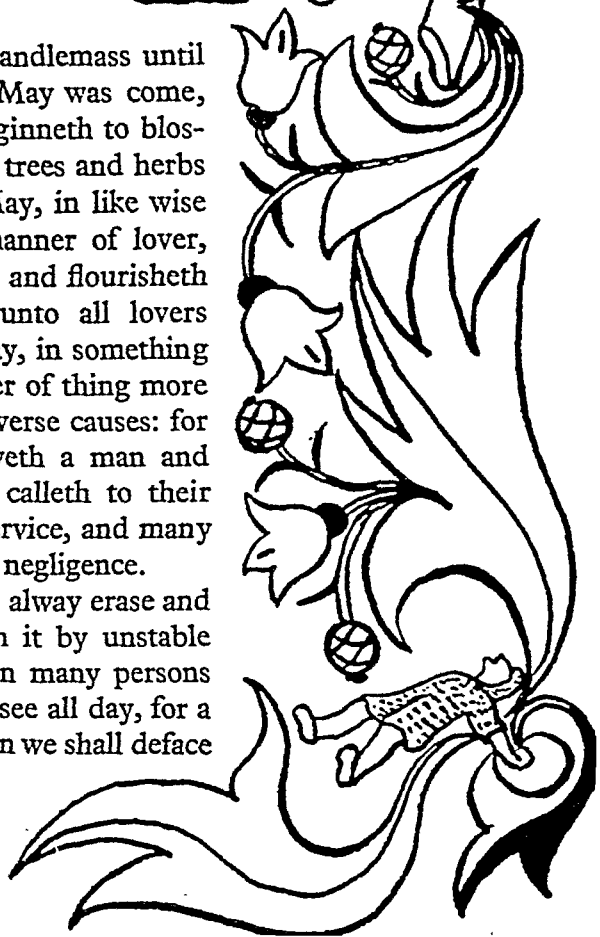 andlemass until
May was come,
ginneth to blos-
trees and herbs
ay, in like wise
anner of lover,
and flourisheth
unto all lovers
y, in something
er of thing more
verse causes: for
veth a man and
calleth to their
rvice, and many
negligence.
alway erase and
it by unstable
n many persons
see all day, for a
n we shall deface